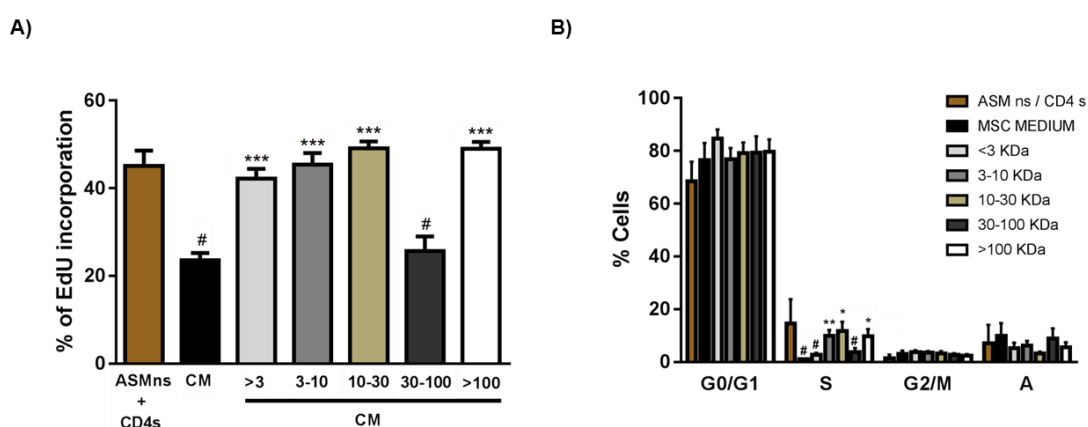 A)
B)
% of EdU incorporation
60
40
20
0
#
***
***
***
#
***
ASMns
+
CD4s
CM
>3
3-10
10-30
30-100
>100
CM
% Cells
100
80
60
40
20
0
#
#
**
*
#
*
G0/G1
S
G2/M
A
ASM ns / CD4 s
MSC MEDIUM
<3 KDa
3-10 KDa
10-30 KDa
30-100 KDa
>100 KDa